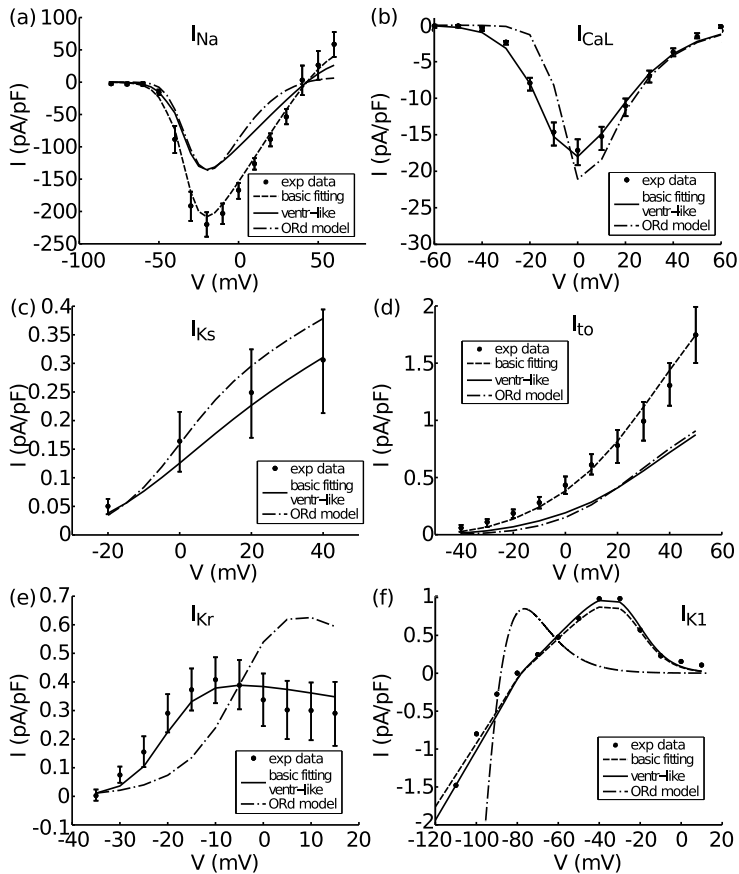 (a)
I_Na
100
50
0
-50
-100
-150
-200
-250
I (pA/pF)
-100
-50
0
50
V (mV)
exp data
basic fitting
ventr-like
ORd model
(b)
I_CaL
0
-5
-10
-15
-20
-25
-30
I (pA/pF)
-60
-40
-20
0
20
40
60
V (mV)
exp data
basic fitting
ventr-like
ORd model
(c)
I_Ks
0.4
0.35
0.3
0.25
0.2
0.15
0.1
0.05
0
I (pA/pF)
-20
0
20
40
V (mV)
exp data
basic fitting
ventr-like
ORd model
(d)
I_to
2
1.5
1
0.5
0
I (pA/pF)
-40
-20
0
20
40
60
V (mV)
exp data
basic fitting
ventr-like
ORd model
(e)
I_Kr
0.7
0.6
0.5
0.4
0.3
0.2
0.1
0
-0.1
I (pA/pF)
-40
-30
-20
-10
0
10
20
V (mV)
exp data
basic fitting
ventr-like
ORd model
(f)
I_K1
1
0.5
0
-0.5
-1
-1.5
-2
I (pA/pF)
-120
-100
-80
-60
-40
-20
0
20
V (mV)
exp data
basic fitting
ventr-like
ORd model